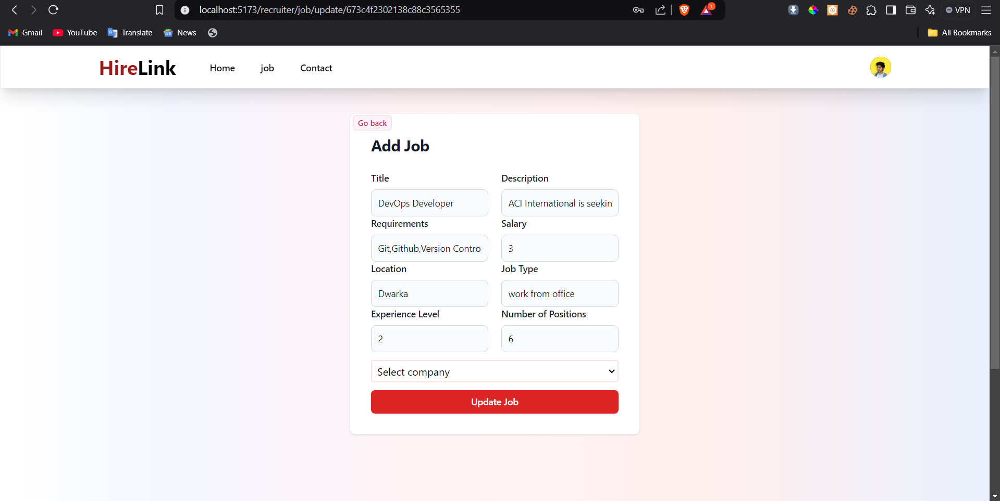 localhost:5173/recruiter/job/update/673c4f2302138c88c3565355
1
VPN
Gmail
YouTube
Translate
News
All Bookmarks
HireLink
Home
job
Contact
Go back
Add Job
Title
Description
DevOps Developer
ACI International is seekin
Requirements
Salary
Git,Github,Version Contro
3
Location
Job Type
Dwarka
work from office
Experience Level
Number of Positions
2
6
Select company
Update Job